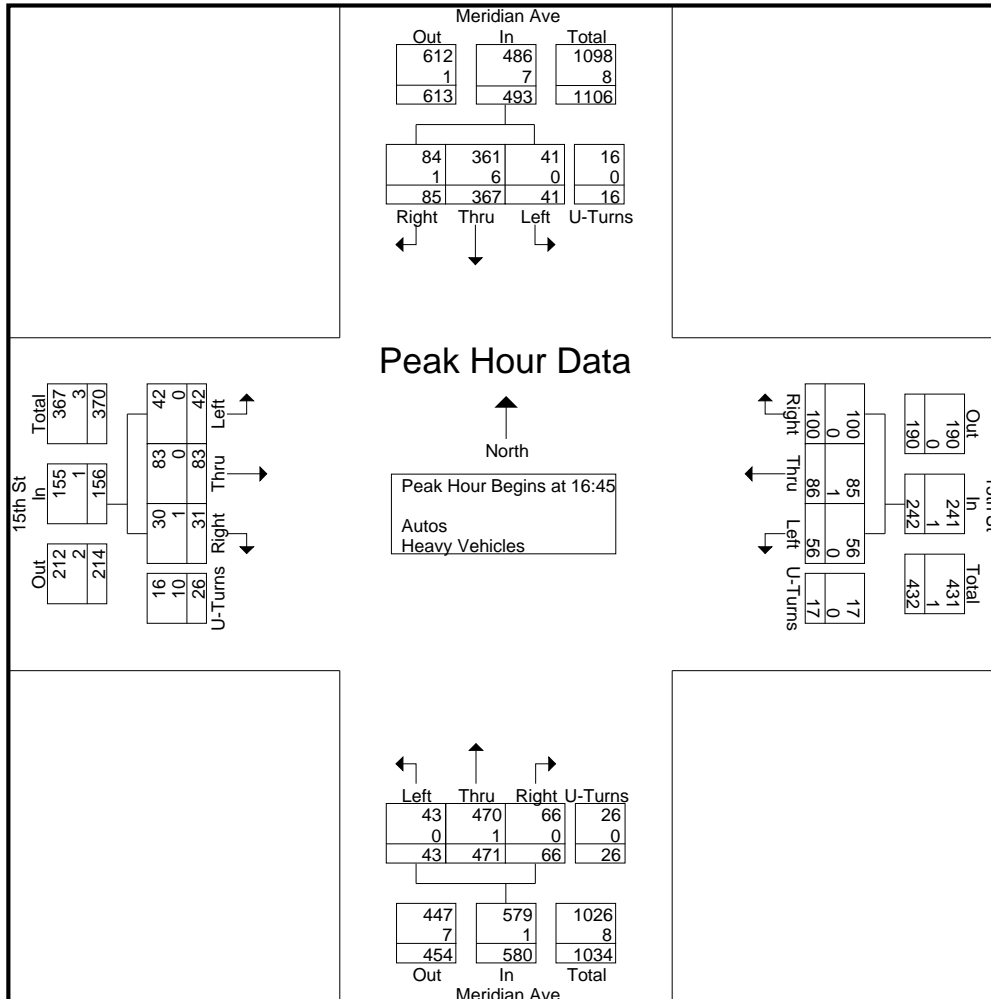 Meridian Ave
Out In Total
612 486 1098
1 7 8
613 493 1106
84 361 41 16
1 6 0 0
85 367 41 16
Right Thru Left U-Turns
Peak Hour Data
North
Peak Hour Begins at 16:45
Autos
Heavy Vehicles
15th St
Total In Out
367 155 212
3 1 2
370 156 214
42 83 30 16
0 0 1 10
42 83 31 26
Left Thru Right U-Turns
Right Thru Left U-Turns
100 86 56 17
0 1 0 0
100 85 56 17
190 242 432
0 1 1
190 241 431
Out In Total
Left Thru Right U-Turns
43 470 66 26
0 1 0 0
43 471 66 26
447 579 1026
7 1 8
454 580 1034
Out In Total
Meridian Ave